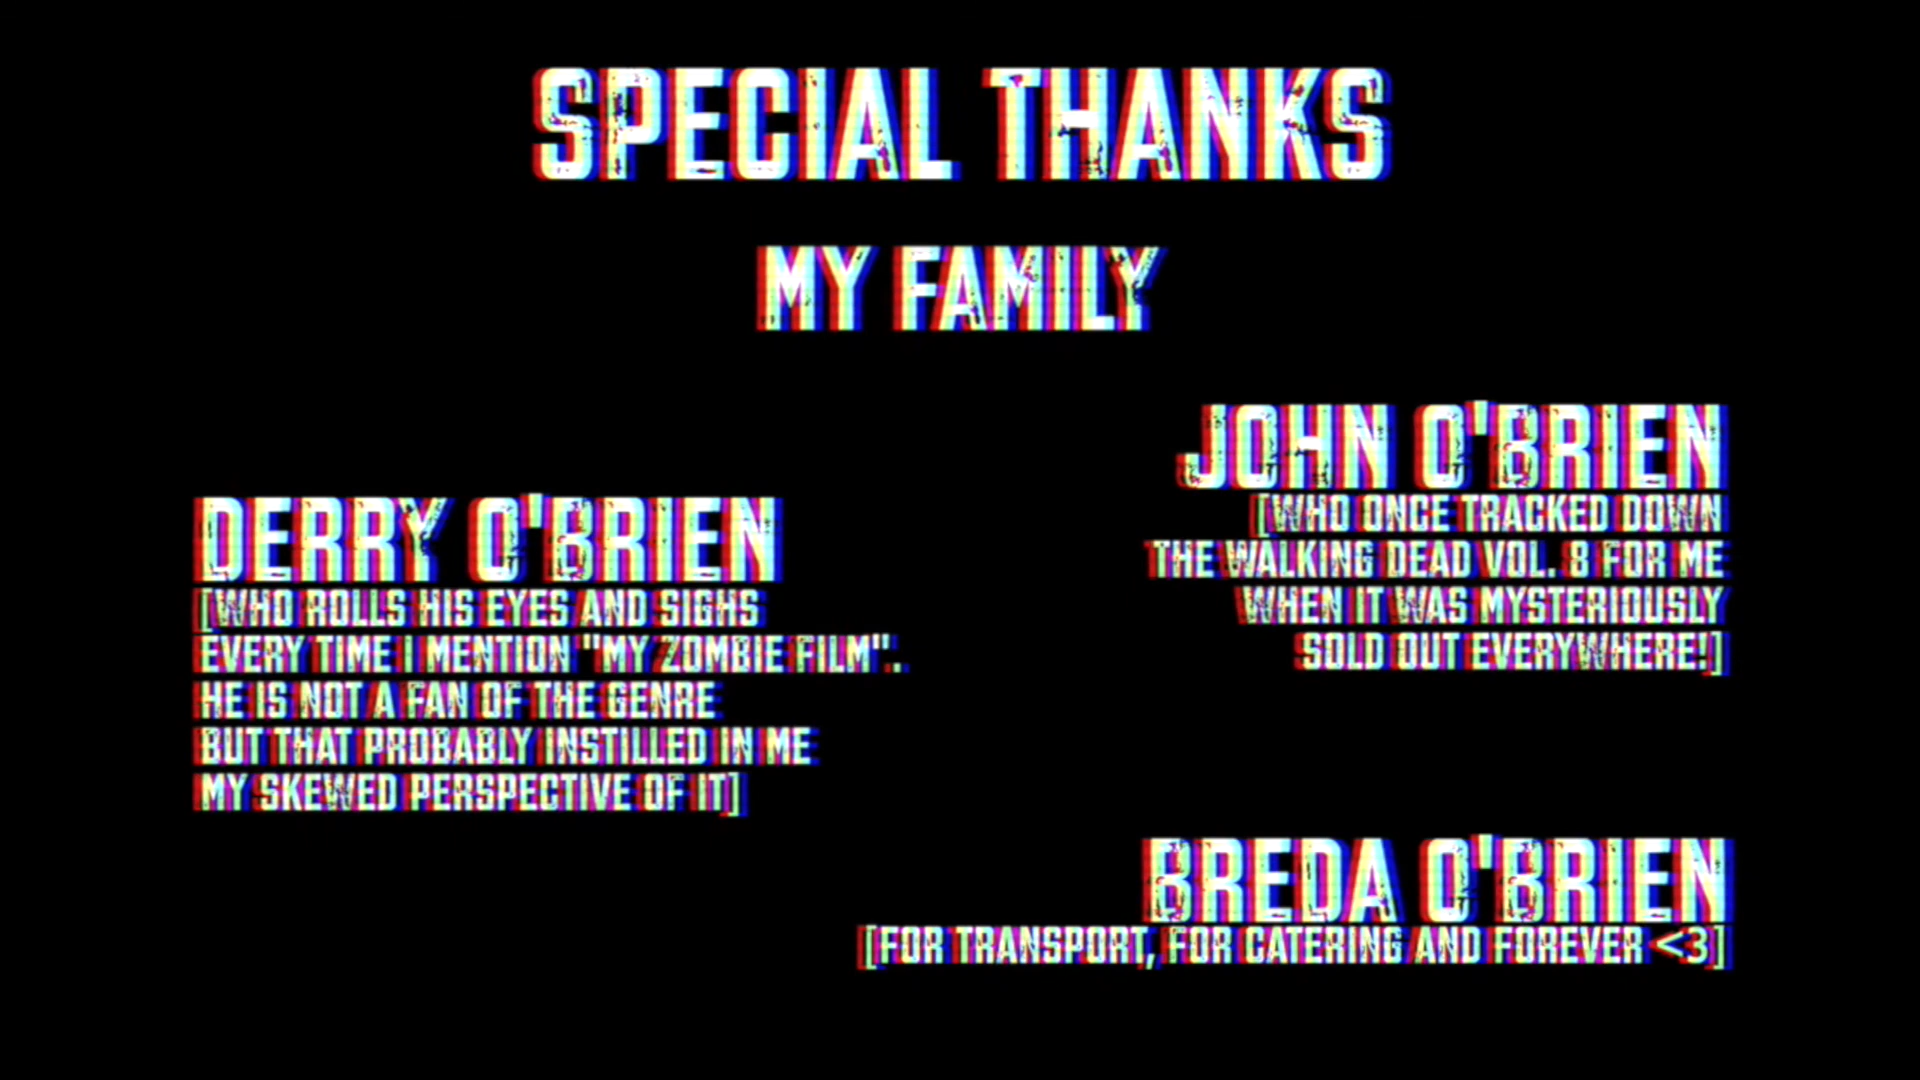 SPECIAL THANKS
MY FAMILY
JOHN O'BRIEN
[WHO ONCE TRACKED DOWN
THE WALKING DEAD VOL. 8 FOR ME
WHEN IT WAS MYSTERIOUSLY
SOLD OUT EVERYWHERE!]
DERRY O'BRIEN
[WHO ROLLS HIS EYES AND SIGHS
EVERY TIME I MENTION "MY ZOMBIE FILM"..
HE IS NOT A FAN OF THE GENRE
BUT THAT PROBABLY INSTILLED IN ME
MY SKEWED PERSPECTIVE OF IT]
BREDA O'BRIEN
[FOR TRANSPORT, FOR CATERING AND FOREVER <3]